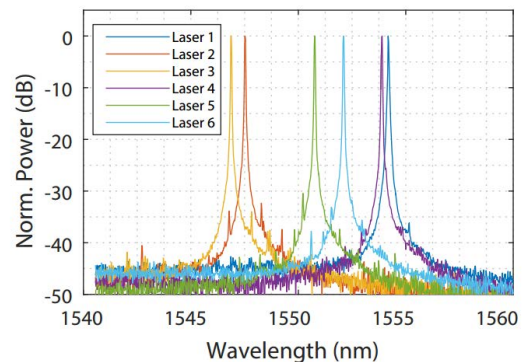 Norm. Power (dB)
0
-10
-20
-30
-40
-50
Laser 1
Laser 2
Laser 3
Laser 4
Laser 5
Laser 6
1540 1545 1550 1555 1560
Wavelength (nm)